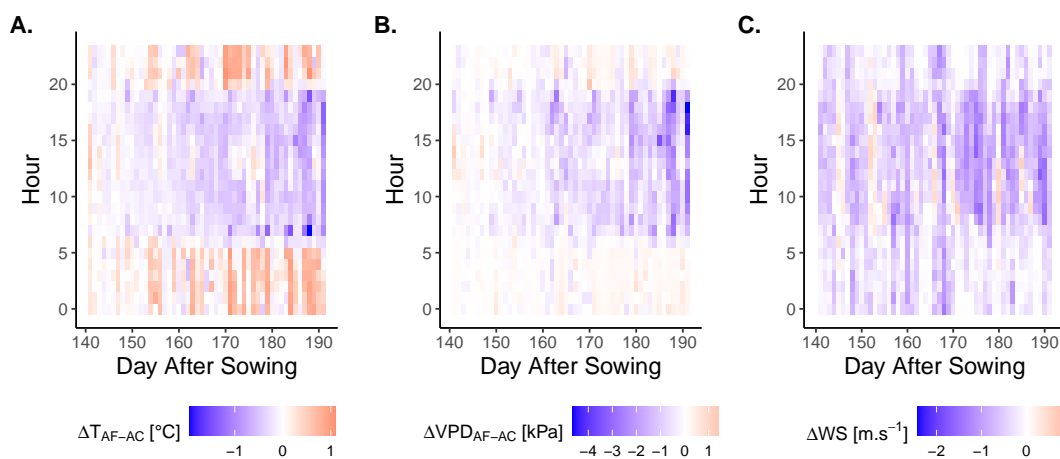 A.
B.
C.
20
15
10
5
0
Hour
140 150 160 170 180 190
Day After Sowing
20
15
10
5
0
Hour
140 150 160 170 180 190
Day After Sowing
20
15
10
5
0
Hour
140 150 160 170 180 190
Day After Sowing
ΔT_AF−AC [°C]
−1 0 1
ΔVPD_AF−AC [kPa]
−4 −3 −2 −1 0 1
ΔWS [m.s⁻¹]
−2 −1 0